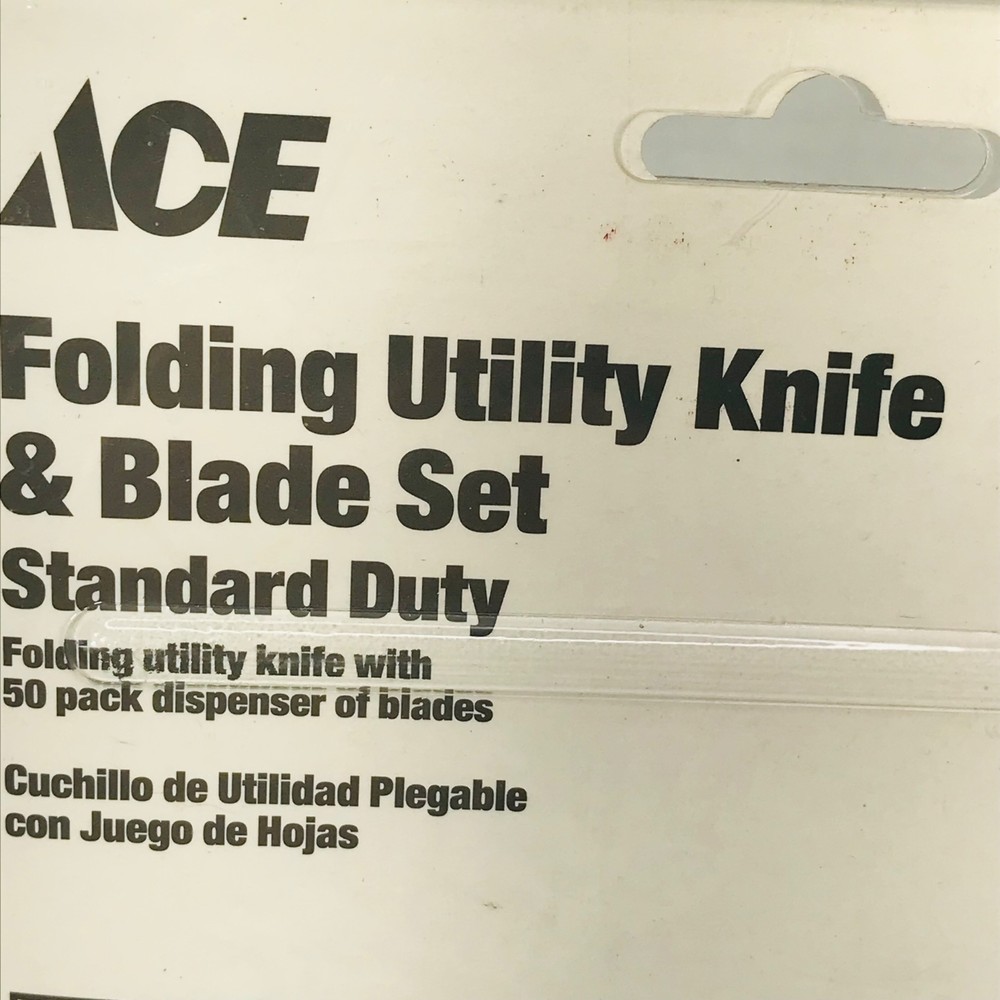 ACE
Folding Utility Knife
& Blade Set
Standard Duty
Folding utility knife with
50 pack dispenser of blades
Cuchillo de Utilidad Plegable
con Juego de Hojas